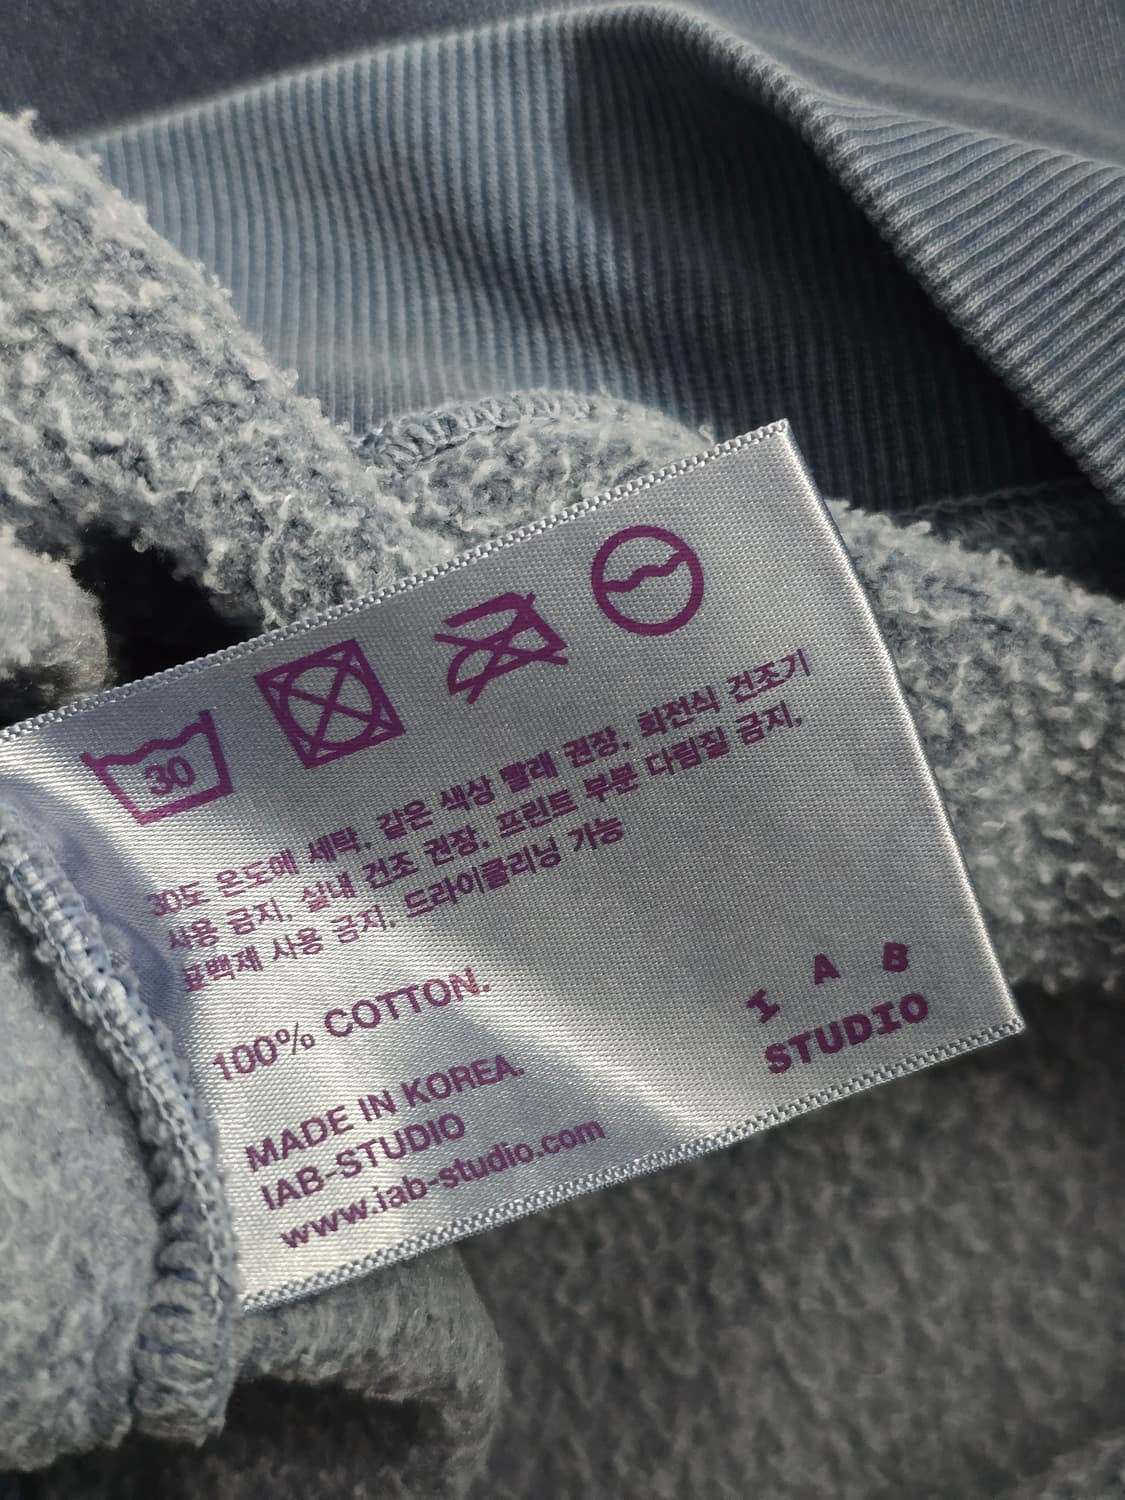 30
30도 온도에 세탁, 같은 색상 빨래 권장, 회전식 건조기
사용 금지, 실내 건조 권장, 프린트 부분 다림질 금지,
표백제 사용 금지, 드라이클리닝 가능
100% COTTON.
MADE IN KOREA.
IAB-STUDIO
www.iab-studio.com
I A B
STUDIO